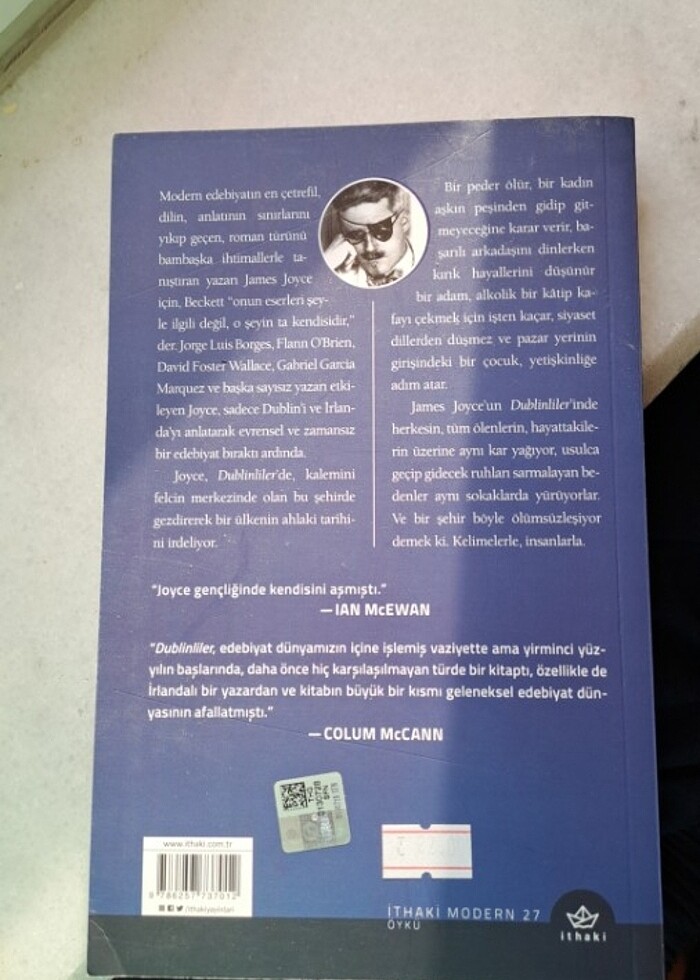 Modern edebiyatın en çetrefil,
dilin, anlatının sınırlarını
yıkıp geçen, roman türünü
bambaşka ihtimallerle ta-
nıştıran yazarı James Joyce
için, Beckett "onun eserleri şey-
le ilgili değil, o şeyin ta kendisidir,"
der. Jorge Luis Borges, Flann O'Brien,
David Foster Wallace, Gabriel Garcia
Marquez ve başka sayısız yazarı etki-
leyen Joyce, sadece Dublin'i ve İrlan-
da'yı anlatarak evrensel ve zamansız
bir edebiyat bıraktı ardında.
Joyce, Dublinliler'de, kalemini
felcin merkezinde olan bu şehirde
gezdirerek bir ülkenin ahlaki tarihi-
ni irdeliyor.
Bir peder ölür, bir kadın
aşkın peşinden gidip git-
meyeceğine karar verir, ba-
şarılı arkadaşını dinlerken
kırık hayallerini düşünür
bir adam, alkolik bir kâtip ka-
fayı çekmek için işten kaçar, siyaset
dillerden düşmez ve pazar yerinin
girişindeki bir çocuk, yetişkinliğe
adım atar.
James Joyce'un Dublinliler'inde
herkesin, tüm ölenlerin, hayattakile-
rin üzerine aynı kar yağıyor, usulca
geçip gidecek ruhları sarmalayan be-
denler aynı sokaklarda yürüyorlar.
Ve bir şehir böyle ölümsüzleşiyor
demek ki. Kelimelerle, insanlarla.
"Joyce gençliğinde kendisini aşmıştı."
—IAN McEWAN
"Dublinliler, edebiyat dünyamızın içine işlemiş vaziyette ama yirminci yüz-
yılın başlarında, daha önce hiç karşılaşılmayan türde bir kitaptı, özellikle de
İrlandalı bir yazardan ve kitabın büyük bir kısmı geleneksel edebiyat dün-
yasının afallatmıştı."
—COLUM McCANN
www.ithaki.com.tr
9 786257 737012
/ithakiyayinlari
İTHAKİ MODERN 27
ÖYKÜ
ithaki